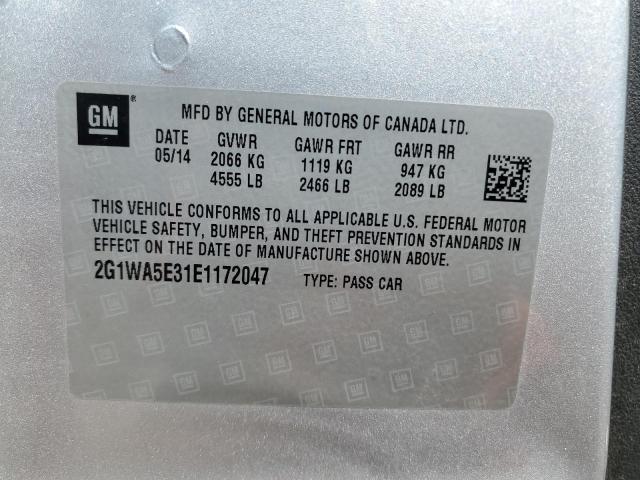 GM ®
MFD BY GENERAL MOTORS OF CANADA LTD.
DATE GVWR GAWR FRT GAWR RR
05/14 2066 KG 1119 KG 947 KG
4555 LB 2466 LB 2089 LB
THIS VEHICLE CONFORMS TO ALL APPLICABLE U.S. FEDERAL MOTOR
VEHICLE SAFETY, BUMPER, AND THEFT PREVENTION STANDARDS IN
EFFECT ON THE DATE OF MANUFACTURE SHOWN ABOVE.
2G1WA5E31E1172047 TYPE: PASS CAR